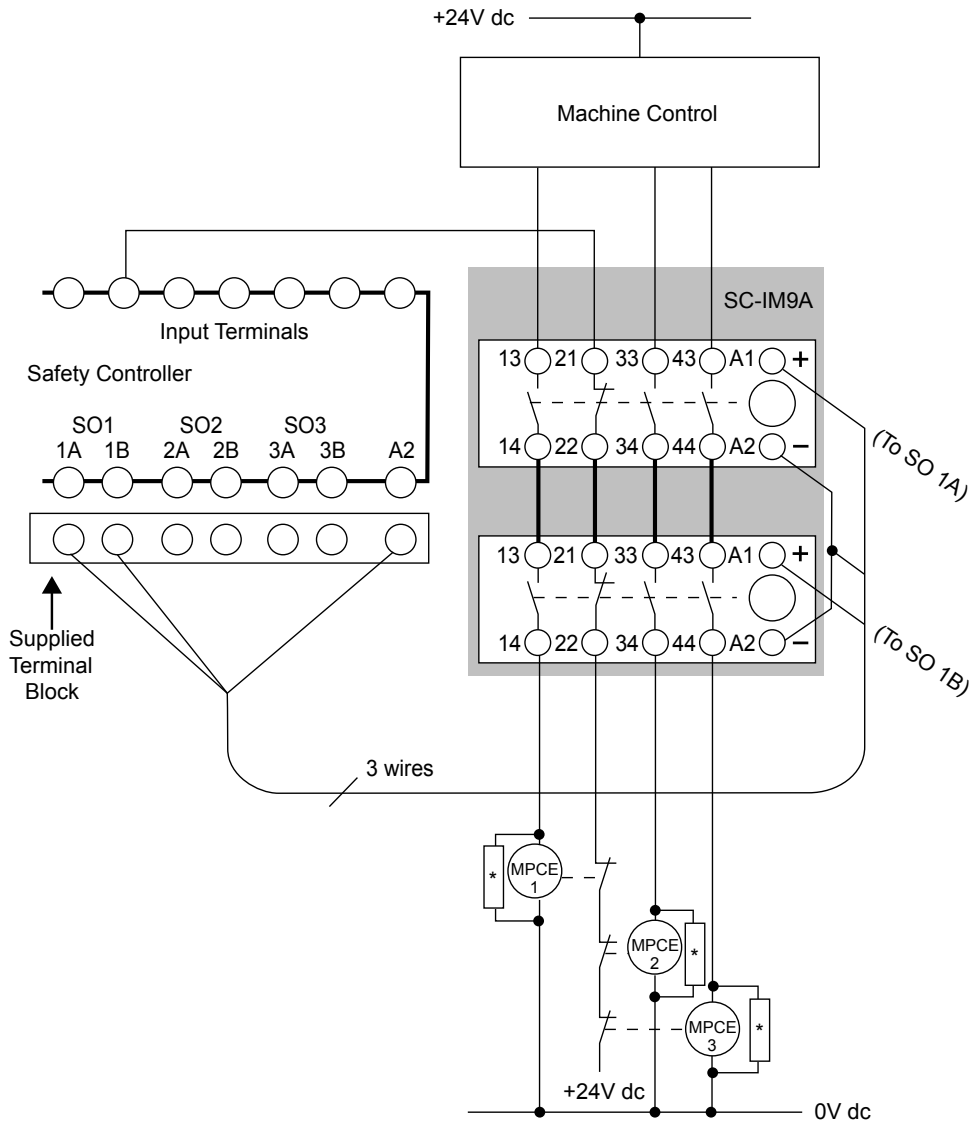 +24V dc
Machine Control
SC-IM9A
Input Terminals
Safety Controller
SO1 SO2 SO3
1A 1B 2A 2B 3A 3B A2
13 21 33 43 A1 +
14 22 34 44 A2 −
(To SO 1A)
13 21 33 43 A1 +
14 22 34 44 A2 −
(To SO 1B)
Supplied
Terminal
Block
3 wires
* MPCE
1
MPCE
2 *
MPCE
3 *
+24V dc
0V dc